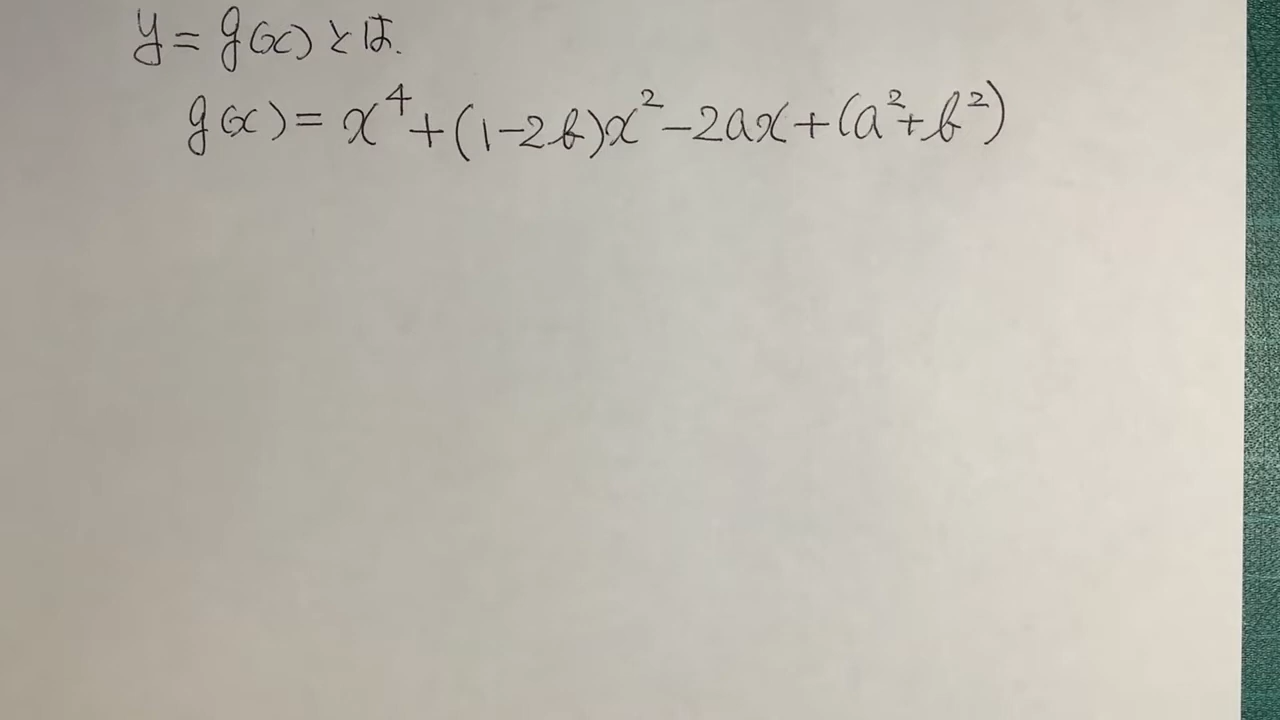 y=g(x)とは.
g(x)=x⁴+(1-2b)x²-2ax+(a²+b²)